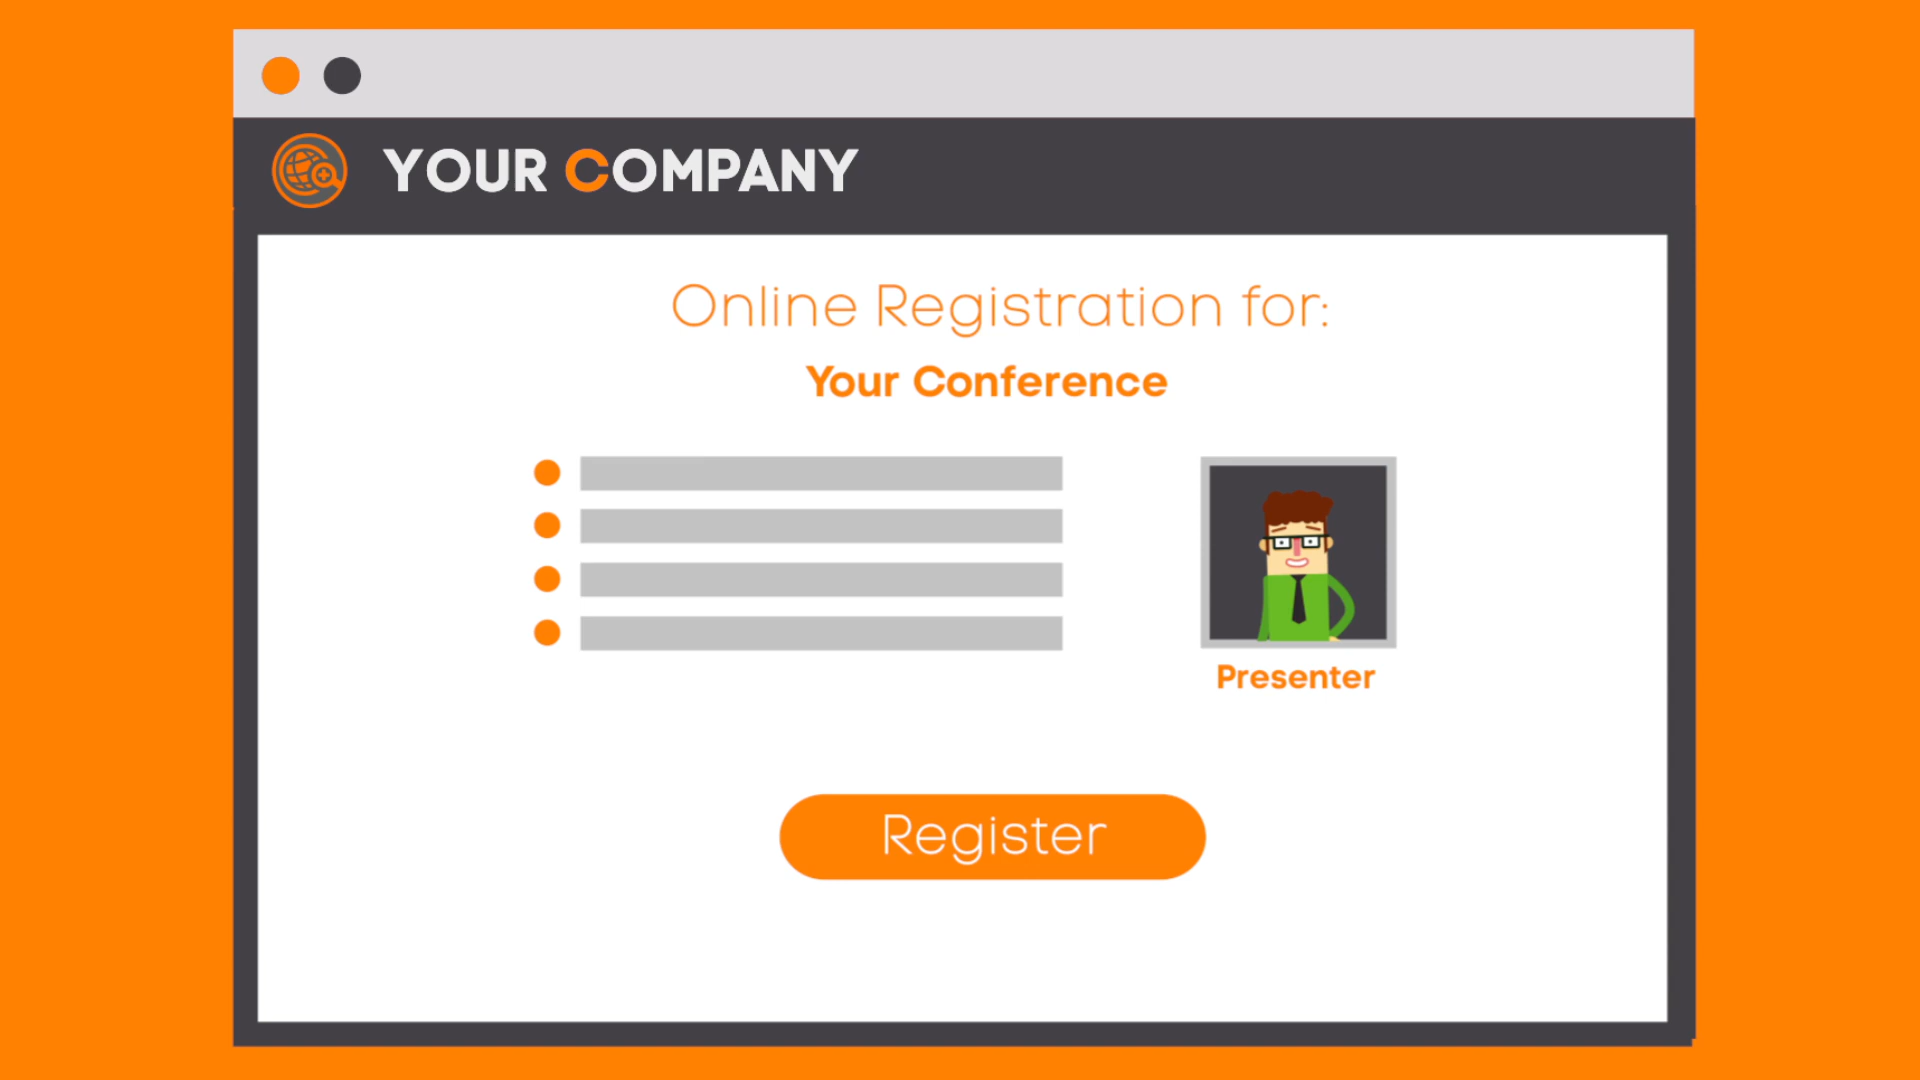 YOUR COMPANY
Online Registration for:
Your Conference
Presenter
Register